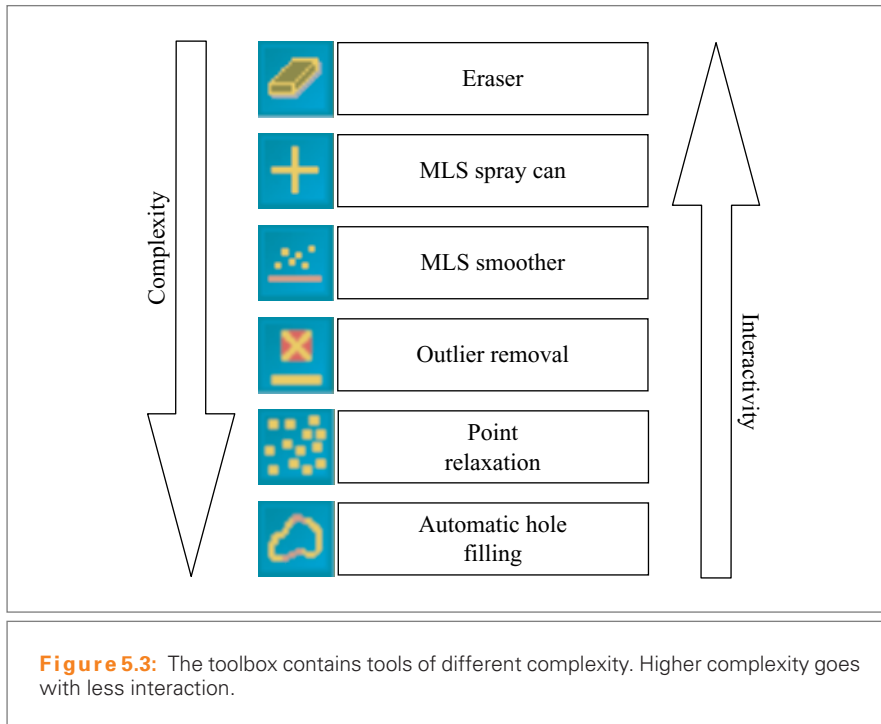 Eraser
MLS spray can
MLS smoother
Outlier removal
Point
relaxation
Automatic hole
filling
Complexity
Interactivity
Figure 5.3: The toolbox contains tools of different complexity. Higher complexity goes
with less interaction.